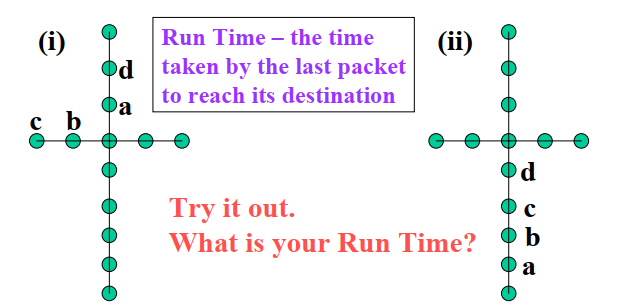 (i)
Run Time – the time
taken by the last packet
to reach its destination
(ii)
d
a
c b
d
c
b
a
Try it out.
What is your Run Time?